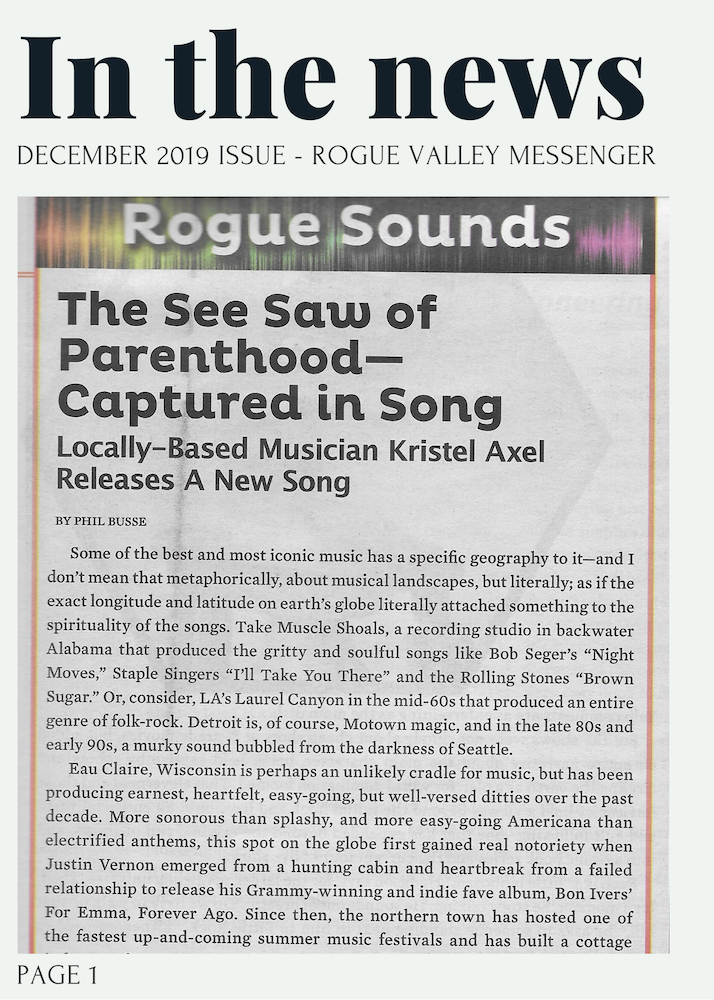 In the news
DECEMBER 2019 ISSUE - ROGUE VALLEY MESSENGER
Rogue Sounds
The See Saw of
Parenthood—
Captured in Song
Locally-Based Musician Kristel Axel
Releases A New Song
BY PHIL BUSSE
Some of the best and most iconic music has a specific geography to it—and I
don't mean that metaphorically, about musical landscapes, but literally; as if the
exact longitude and latitude on earth's globe literally attached something to the
spirituality of the songs. Take Muscle Shoals, a recording studio in backwater
Alabama that produced the gritty and soulful songs like Bob Seger's “Night
Moves,” Staple Singers “I'll Take You There” and the Rolling Stones “Brown
Sugar.” Or, consider, LA's Laurel Canyon in the mid-60s that produced an entire
genre of folk-rock. Detroit is, of course, Motown magic, and in the late 80s and
early 90s, a murky sound bubbled from the darkness of Seattle.
Eau Claire, Wisconsin is perhaps an unlikely cradle for music, but has been
producing earnest, heartfelt, easy-going, but well-versed ditties over the past
decade. More sonorous than splashy, and more easy-going Americana than
electrified anthems, this spot on the globe first gained real notoriety when
Justin Vernon emerged from a hunting cabin and heartbreak from a failed
relationship to release his Grammy-winning and indie fave album, Bon Ivers'
For Emma, Forever Ago. Since then, the northern town has hosted one of
the fastest up-and-coming summer music festivals and has built a cottage
PAGE 1